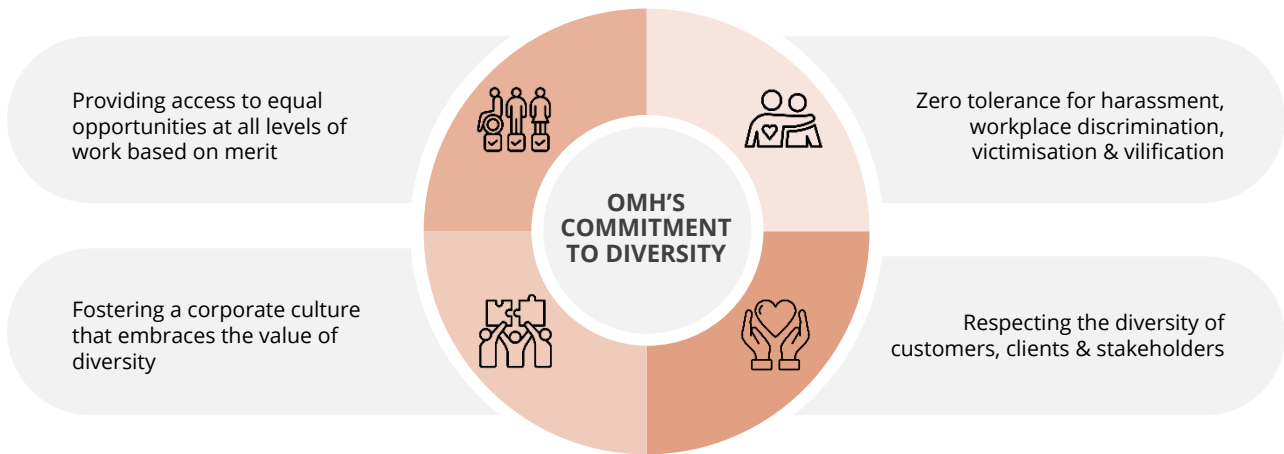 Providing access to equal
opportunities at all levels of
work based on merit
Zero tolerance for harassment,
workplace discrimination,
victimisation & vilification
OMH'S
COMMITMENT
TO DIVERSITY
Fostering a corporate culture
that embraces the value of
diversity
Respecting the diversity of
customers, clients & stakeholders